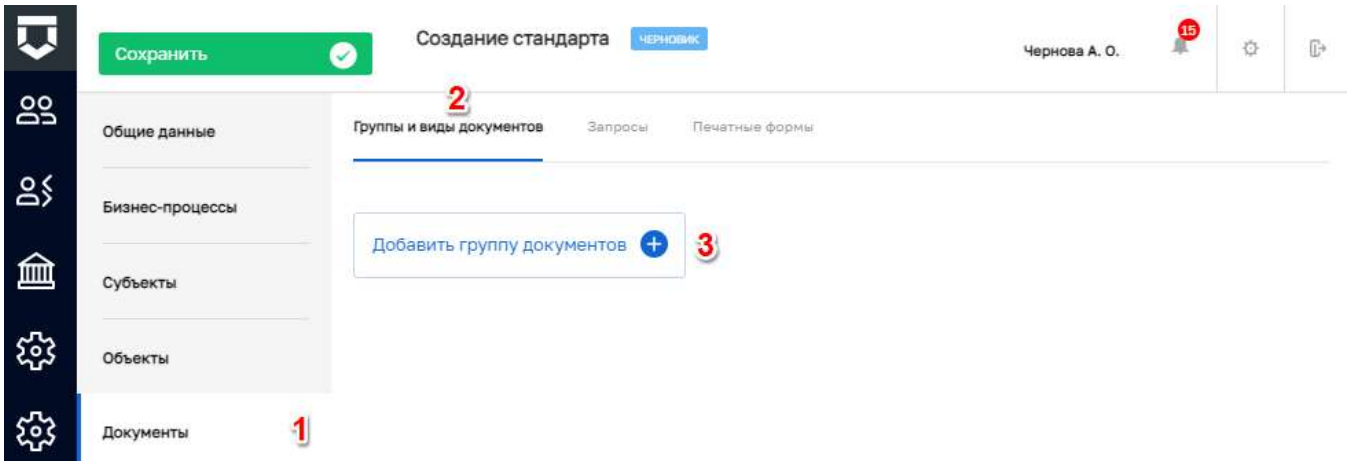 Сохранить
Создание стандарта
ЧЕРНОВИК
Чернова А. О.
15
Общие данные
Бизнес-процессы
Субъекты
Объекты
Документы
1
2
Группы и виды документов
Запросы
Печатные формы
Добавить группу документов
3